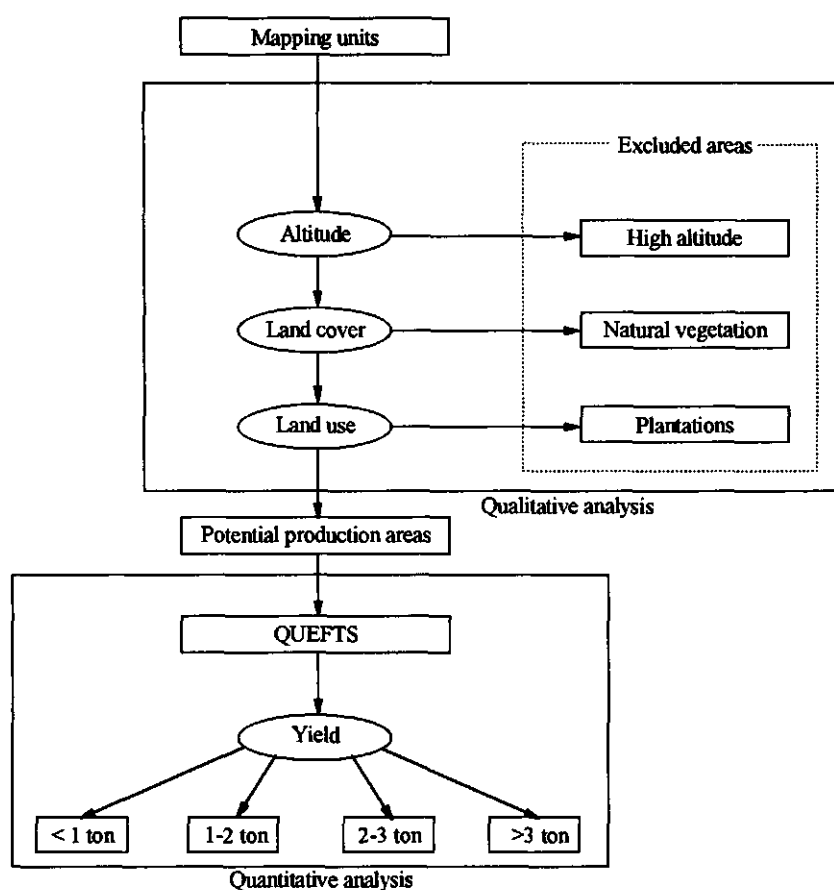 Mapping units
Excluded areas
Altitude
High altitude
Land cover
Natural vegetation
Land use
Plantations
Qualitative analysis
Potential production areas
QUEFTS
Yield
< 1 ton
1-2 ton
2-3 ton
>3 ton
Quantitative analysis